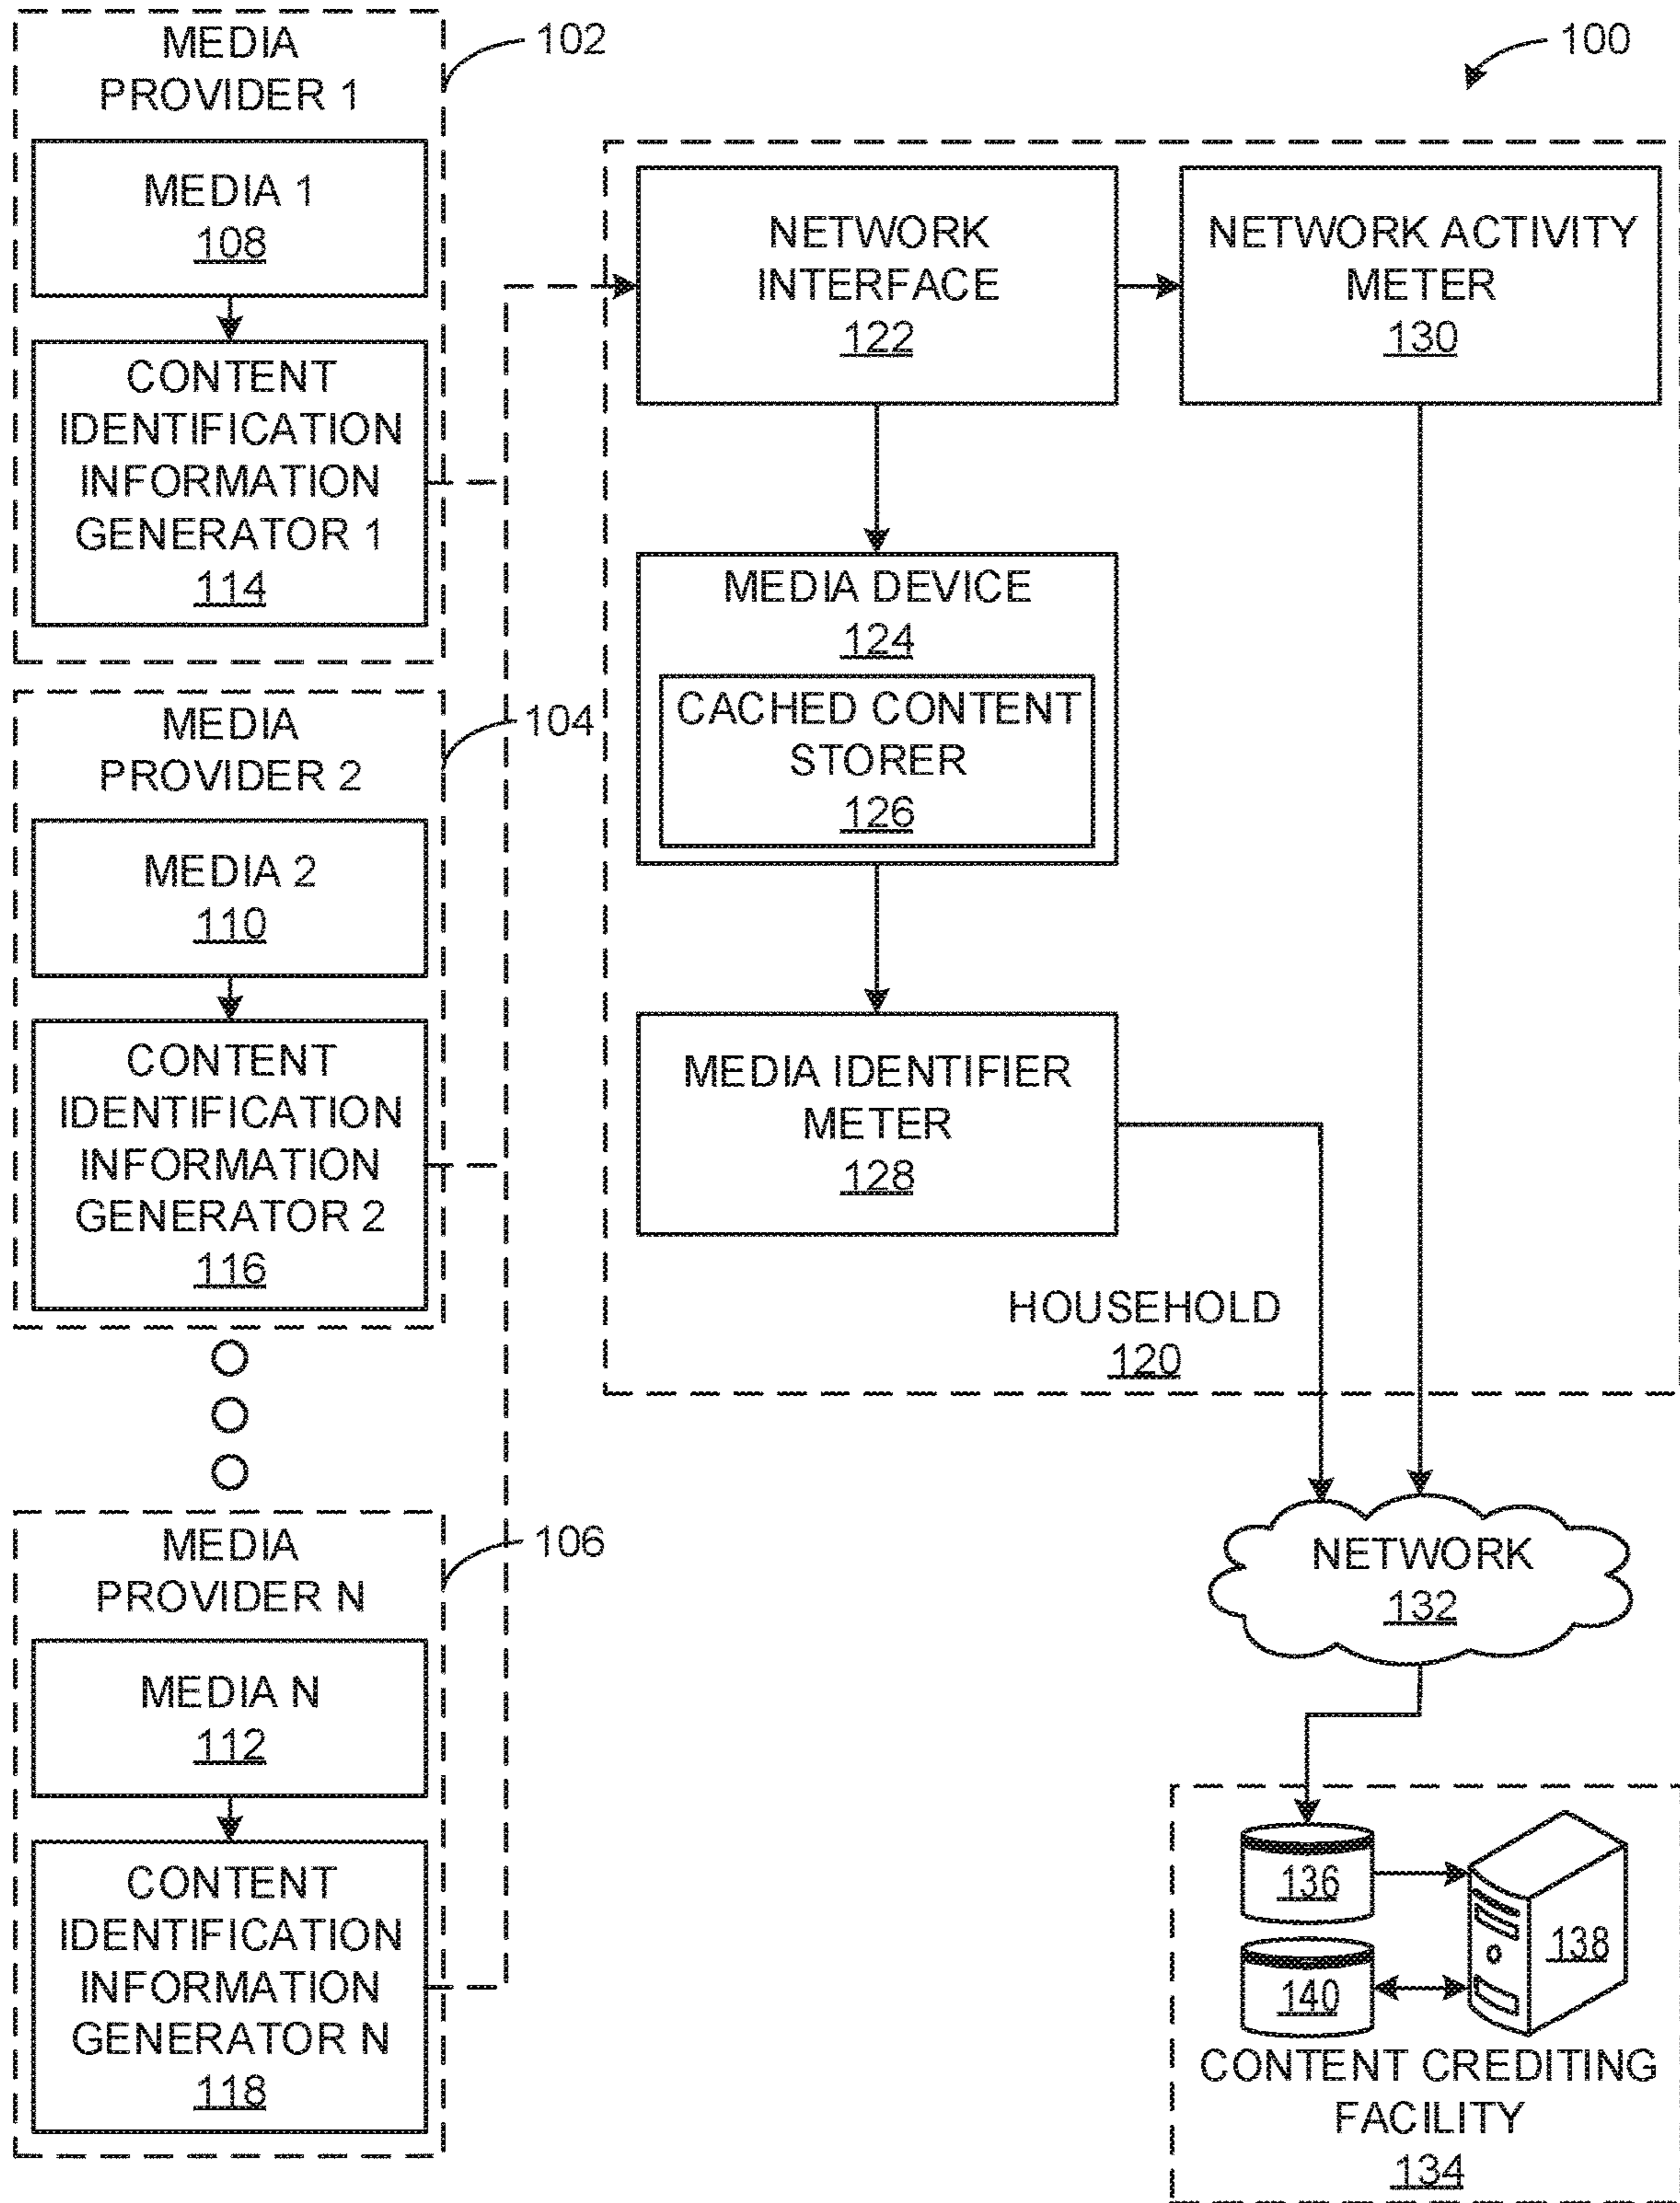 MEDIA
PROVIDER 1
102
MEDIA 1
108
CONTENT
IDENTIFICATION
INFORMATION
GENERATOR 1
114
MEDIA
PROVIDER 2
104
MEDIA 2
110
CONTENT
IDENTIFICATION
INFORMATION
GENERATOR 2
116
MEDIA
PROVIDER N
106
MEDIA N
112
CONTENT
IDENTIFICATION
INFORMATION
GENERATOR N
118
100
NETWORK
INTERFACE
122
NETWORK ACTIVITY
METER
130
MEDIA DEVICE
124
CACHED CONTENT
STORER
126
MEDIA IDENTIFIER
METER
128
HOUSEHOLD
120
NETWORK
132
136
138
140
CONTENT CREDITING
FACILITY
134